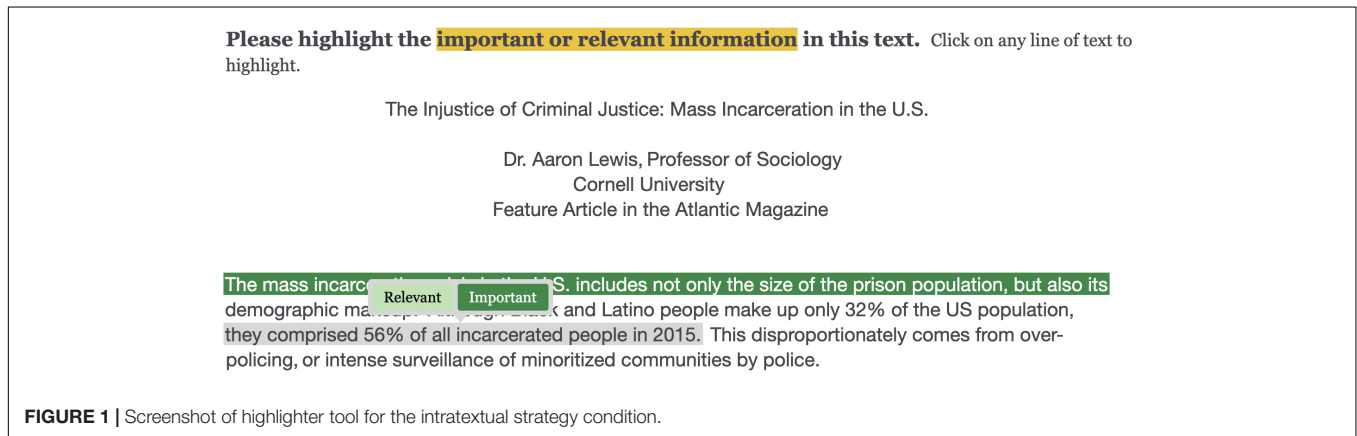 Please highlight the important or relevant information in this text. Click on any line of text to
highlight.
The Injustice of Criminal Justice: Mass Incarceration in the U.S.
Dr. Aaron Lewis, Professor of Sociology
Cornell University
Feature Article in the Atlantic Magazine
The mass S. includes not only the size of the prison population, but also its
Relevant Important
demographic and Latino people make up only 32% of the US population,
they comprised 56% of all incarcerated people in 2015. This disproportionately comes from over-
policing, or intense surveillance of minoritized communities by police.
FIGURE 1 | Screenshot of highlighter tool for the intratextual strategy condition.